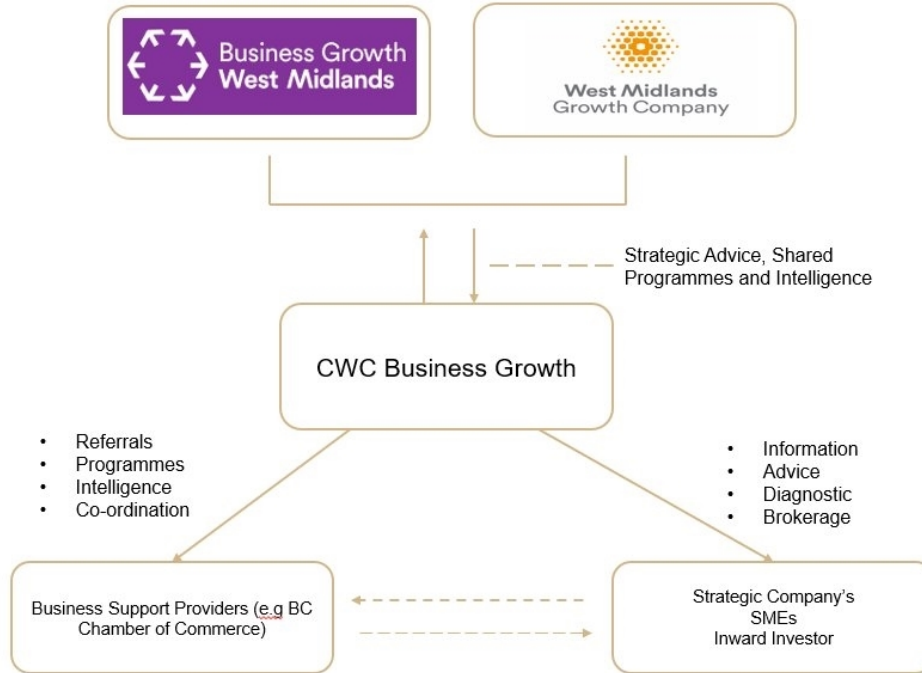 Business Growth
West Midlands
West Midlands
Growth Company
Strategic Advice, Shared
Programmes and Intelligence
CWC Business Growth
• Referrals
• Programmes
• Intelligence
• Co-ordination
• Information
• Advice
• Diagnostic
• Brokerage
Business Support Providers (e.g BC
Chamber of Commerce)
Strategic Company’s
SMEs
Inward Investor